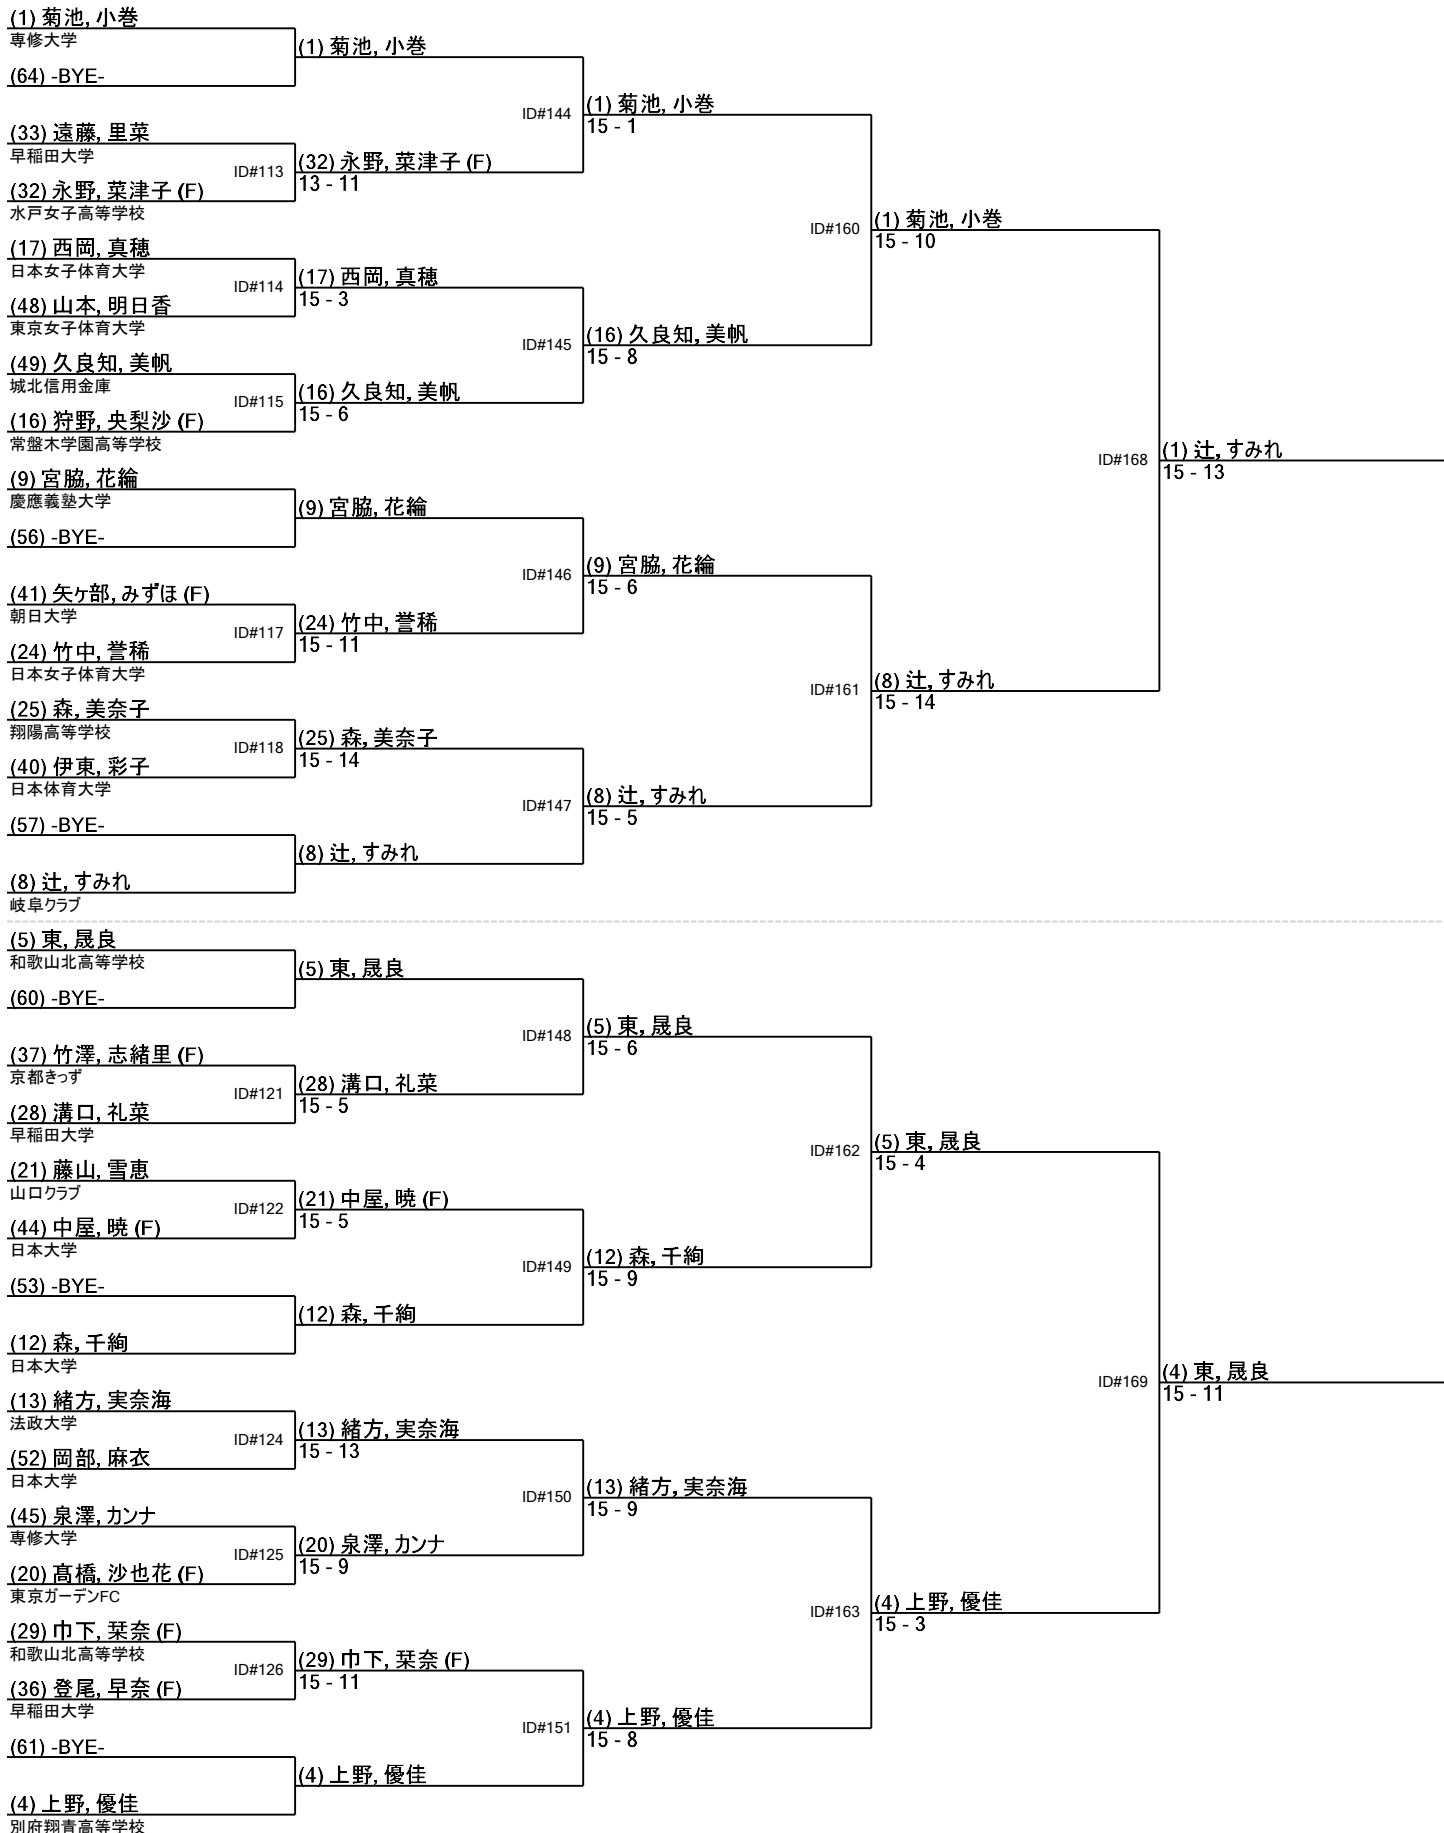 (1) 菊池, 小巻
専修大学
(64) -BYE-
(1) 菊池, 小巻
(33) 遠藤, 里菜
早稲田大学
(32) 永野, 菜津子 (F)
水戸女子高等学校
ID#113
(32) 永野, 菜津子 (F)
13 - 11
ID#144
(1) 菊池, 小巻
15 - 1
(17) 西岡, 真穂
日本女子体育大学
(48) 山本, 明日香
東京女子体育大学
ID#114
(17) 西岡, 真穂
15 - 3
(49) 久良知, 美帆
城北信用金庫
(16) 狩野, 央梨沙 (F)
常盤木学園高等学校
ID#115
(16) 久良知, 美帆
15 - 6
ID#145
(16) 久良知, 美帆
15 - 8
ID#160
(1) 菊池, 小巻
15 - 10
(9) 宮脇, 花綸
慶應義塾大学
(56) -BYE-
(9) 宮脇, 花綸
(41) 矢ヶ部, みずほ (F)
朝日大学
(24) 竹中, 誉稀
日本女子体育大学
ID#117
(24) 竹中, 誉稀
15 - 11
ID#146
(9) 宮脇, 花綸
15 - 6
(25) 森, 美奈子
翔陽高等学校
(40) 伊東, 彩子
日本体育大学
ID#118
(25) 森, 美奈子
15 - 14
(57) -BYE-
(8) 辻, すみれ
岐阜クラブ
(8) 辻, すみれ
ID#147
(8) 辻, すみれ
15 - 5
ID#161
(8) 辻, すみれ
15 - 14
ID#168
(1) 辻, すみれ
15 - 13
(5) 東, 晟良
和歌山北高等学校
(60) -BYE-
(5) 東, 晟良
(37) 竹澤, 志緒里 (F)
京都きっず
(28) 溝口, 礼菜
早稲田大学
ID#121
(28) 溝口, 礼菜
15 - 5
ID#148
(5) 東, 晟良
15 - 6
(21) 藤山, 雪恵
山口クラブ
(44) 中屋, 暁 (F)
日本大学
ID#122
(21) 中屋, 暁 (F)
15 - 5
(53) -BYE-
(12) 森, 千絢
日本大学
(12) 森, 千絢
ID#149
(12) 森, 千絢
15 - 9
ID#162
(5) 東, 晟良
15 - 4
(13) 緒方, 実奈海
法政大学
(52) 岡部, 麻衣
日本大学
ID#124
(13) 緒方, 実奈海
15 - 13
(45) 泉澤, カンナ
専修大学
(20) 髙橋, 沙也花 (F)
東京ガーデンFC
ID#125
(20) 泉澤, カンナ
15 - 9
ID#150
(13) 緒方, 実奈海
15 - 9
(29) 巾下, 栞奈 (F)
和歌山北高等学校
(36) 登尾, 早奈 (F)
早稲田大学
ID#126
(29) 巾下, 栞奈 (F)
15 - 11
(61) -BYE-
(4) 上野, 優佳
別府翔青高等学校
(4) 上野, 優佳
ID#151
(4) 上野, 優佳
15 - 8
ID#163
(4) 上野, 優佳
15 - 3
ID#169
(4) 東, 晟良
15 - 11